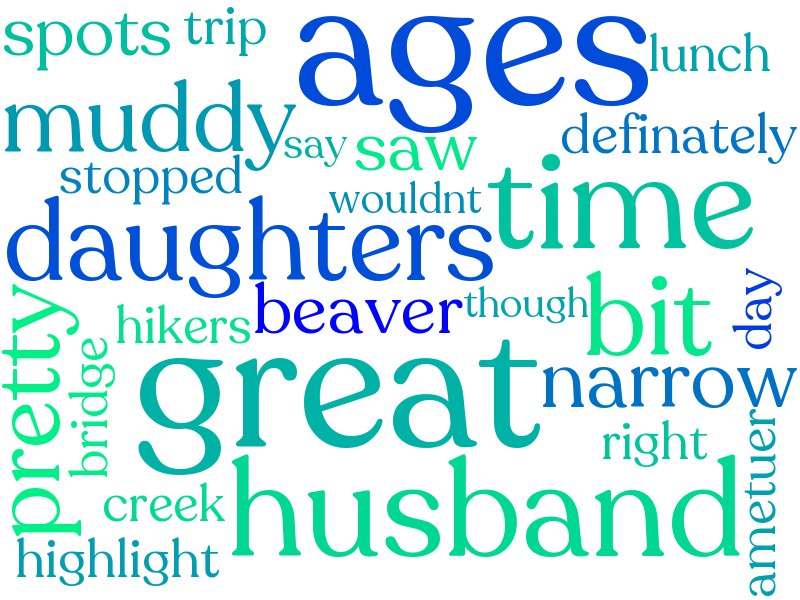 spots
trip
ages
lunch
muddy
say
saw
definately
stopped
wouldnt
time
daughters
beaver
though
bit
day
pretty
hikers
bridge
great
narrow
right
ametuer
creek
husband
highlight